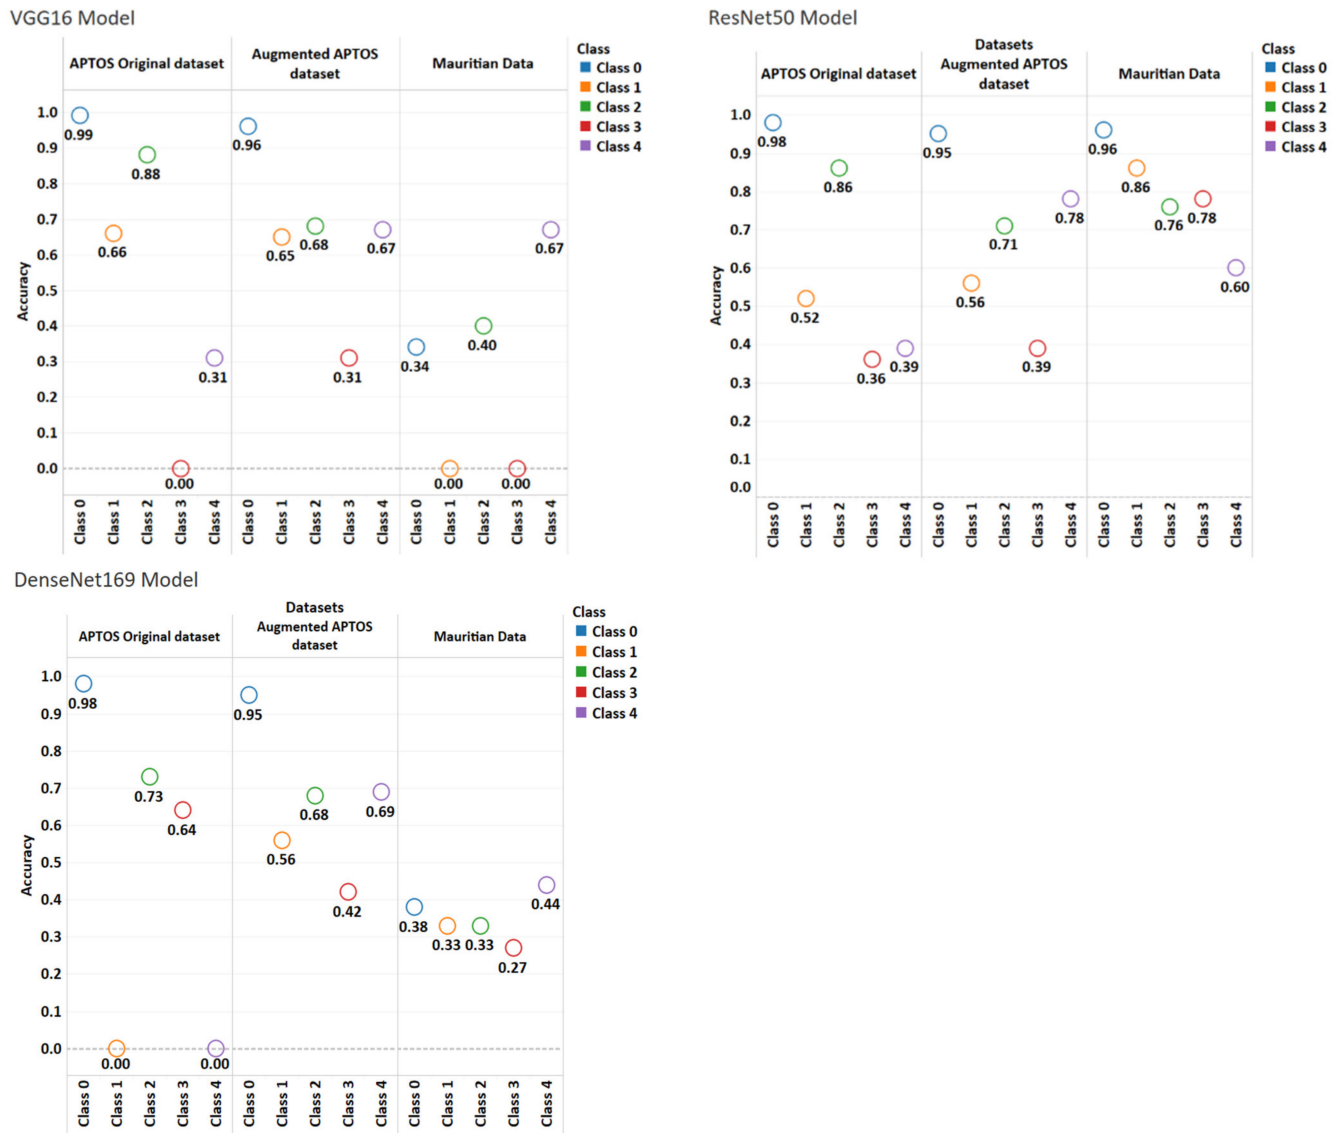 VGG16 Model
APTOS Original dataset
Augmented APTOS
dataset
Mauritian Data
Class
Class 0
Class 1
Class 2
Class 3
Class 4
Accuracy
1.0
0.9
0.8
0.7
0.6
0.5
0.4
0.3
0.2
0.1
0.0
0.99
0.66
0.88
0.00
0.31
0.96
0.65
0.68
0.31
0.67
0.34
0.00
0.40
0.00
0.67
Class 0
Class 1
Class 2
Class 3
Class 4
Class 0
Class 1
Class 2
Class 3
Class 4
Class 0
Class 1
Class 2
Class 3
Class 4
ResNet50 Model
Datasets
APTOS Original dataset
Augmented APTOS
dataset
Mauritian Data
Class
Class 0
Class 1
Class 2
Class 3
Class 4
Accuracy
1.0
0.9
0.8
0.7
0.6
0.5
0.4
0.3
0.2
0.1
0.0
0.98
0.52
0.86
0.36
0.39
0.95
0.56
0.71
0.39
0.78
0.96
0.86
0.76
0.78
0.60
Class 0
Class 1
Class 2
Class 3
Class 4
Class 0
Class 1
Class 2
Class 3
Class 4
Class 0
Class 1
Class 2
Class 3
Class 4
DenseNet169 Model
Datasets
APTOS Original dataset
Augmented APTOS
dataset
Mauritian Data
Class
Class 0
Class 1
Class 2
Class 3
Class 4
Accuracy
1.0
0.9
0.8
0.7
0.6
0.5
0.4
0.3
0.2
0.1
0.0
0.98
0.00
0.73
0.64
0.00
0.95
0.56
0.68
0.42
0.69
0.38
0.33
0.33
0.27
0.44
Class 0
Class 1
Class 2
Class 3
Class 4
Class 0
Class 1
Class 2
Class 3
Class 4
Class 0
Class 1
Class 2
Class 3
Class 4